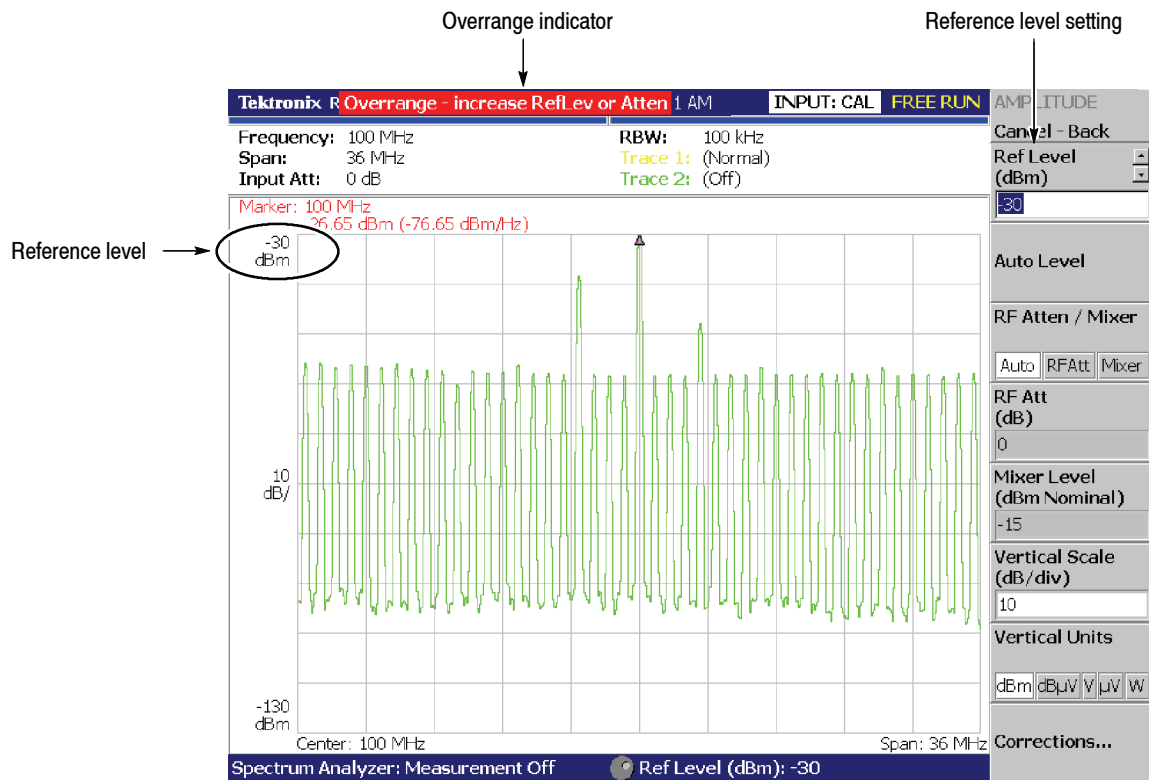 Overrange indicator
Reference level setting
Tektronix R Overrange - increase RefLev or Atten 1 AM INPUT: CAL FREE RUN
Frequency: 100 MHz RBW: 100 kHz
Span: 36 MHz Trace 1: (Normal)
Input Att: 0 dB Trace 2: (Off)
Marker: 100 MHz
26.65 dBm (-76.65 dBm/Hz)
Reference level
-30
dBm
10
dB/
-130
dBm
Center: 100 MHz Span: 36 MHz
Spectrum Analyzer: Measurement Off Ref Level (dBm): -30
AMPLITUDE
Cancel - Back
Ref Level
(dBm)
-30
Auto Level
RF Atten / Mixer
Auto RFAtt Mixer
RF Att
(dB)
0
Mixer Level
(dBm Nominal)
-15
Vertical Scale
(dB/div)
10
Vertical Units
dBm dBµV V µV W
Corrections...